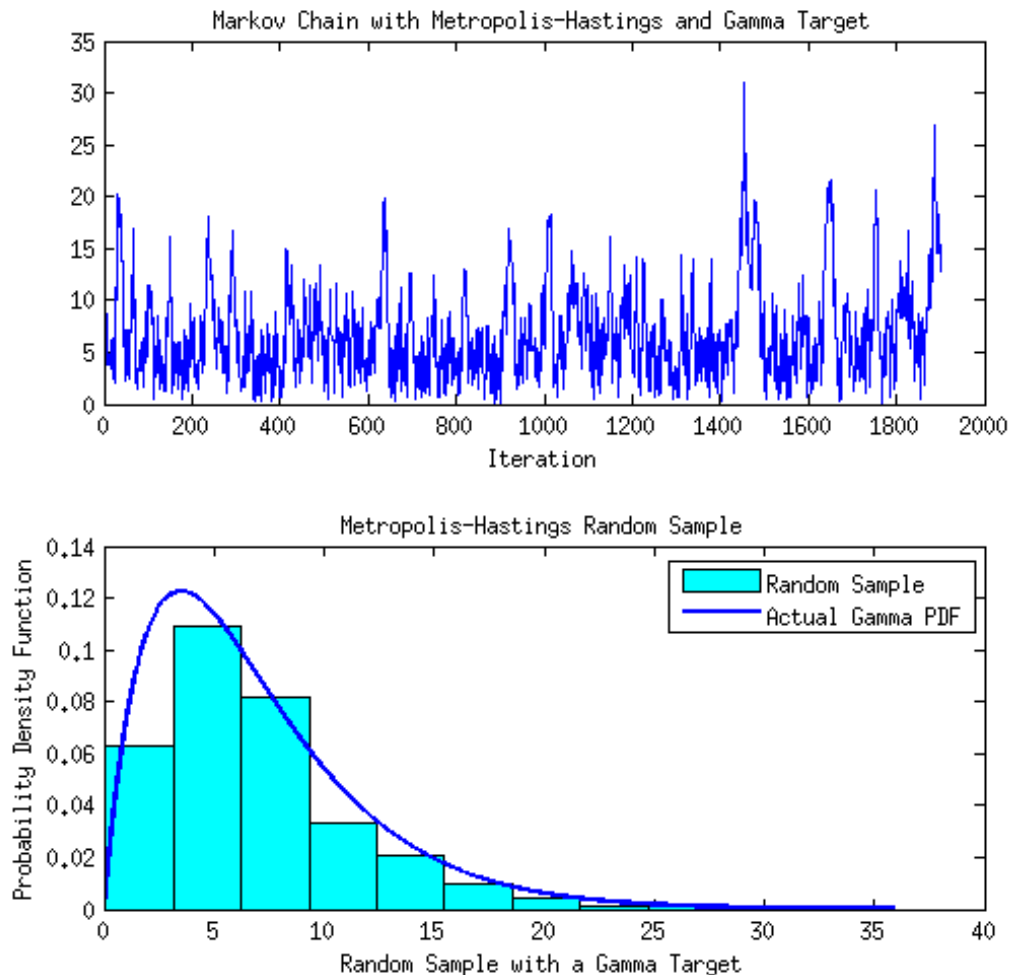 Markov Chain with Metropolis-Hastings and Gamma Target
35
30
25
20
15
10
5
0
0 200 400 600 800 1000 1200 1400 1600 1800 2000
Iteration
Metropolis-Hastings Random Sample
Probability Density Function
0.14
0.12
0.1
0.08
0.06
0.04
0.02
0
Random Sample
Actual Gamma PDF
0 5 10 15 20 25 30 35 40
Random Sample with a Gamma Target